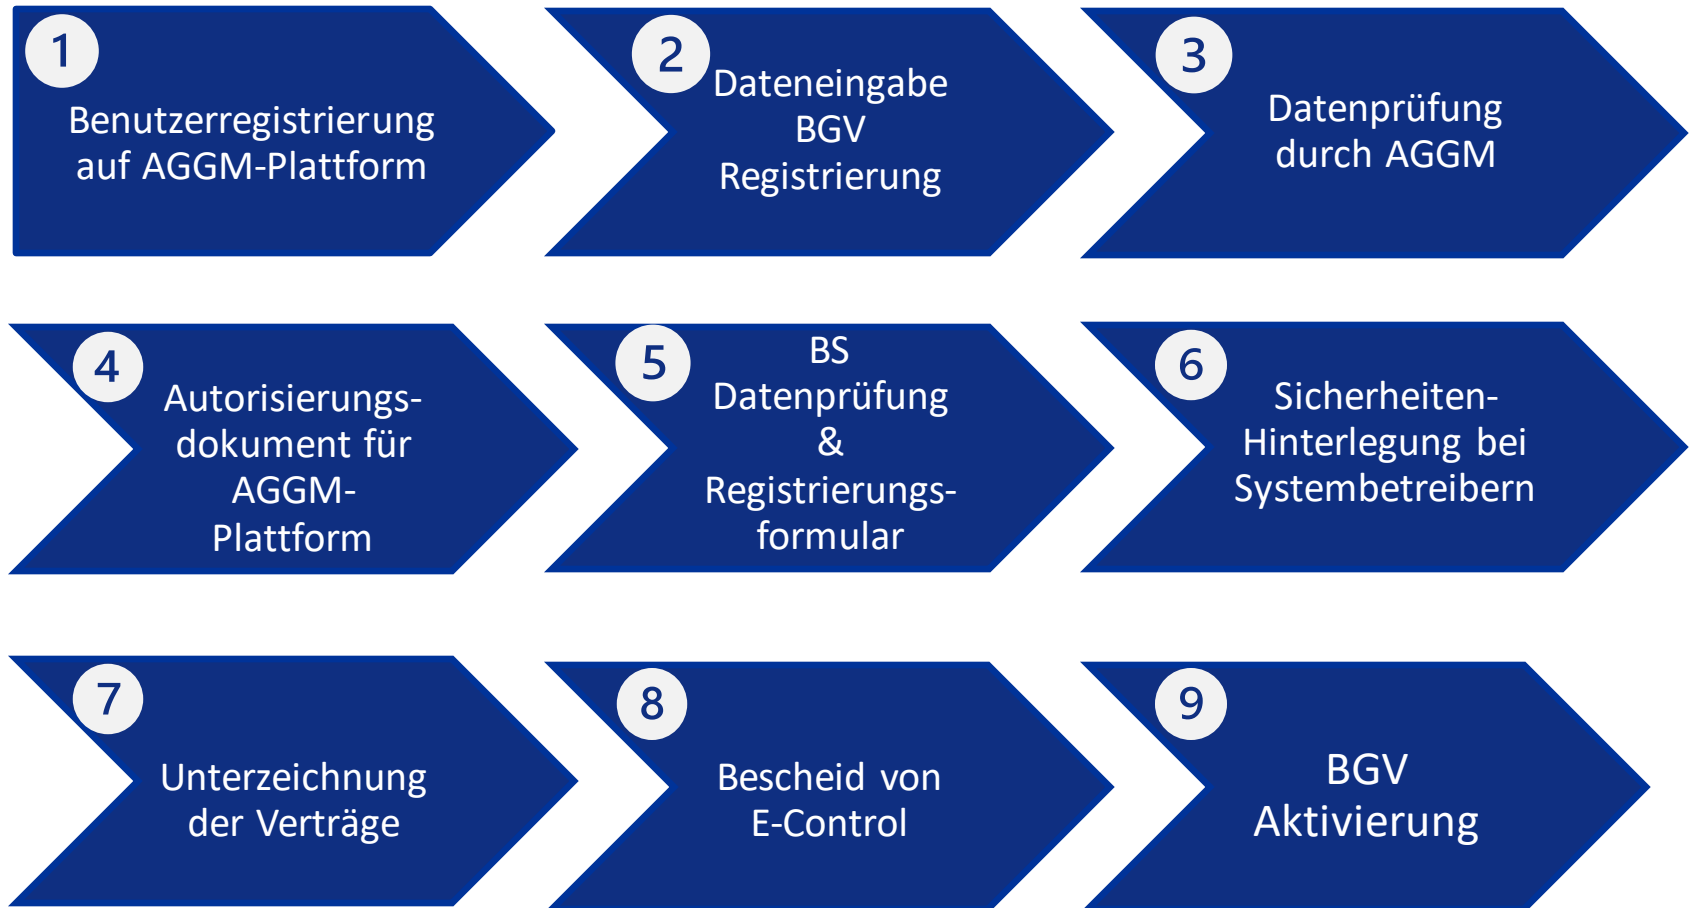 1
Benutzerregistrierung
auf AGGM-Plattform
2
Dateneingabe
BGV
Registrierung
3
Datenprüfung
durch AGGM
4
Autorisierungs-
dokument für
AGGM-
Plattform
5
BS
Datenprüfung
&
Registrierungs-
formular
6
Sicherheiten-
Hinterlegung bei
Systembetreibern
7
Unterzeichnung
der Verträge
8
Bescheid von
E-Control
9
BGV
Aktivierung